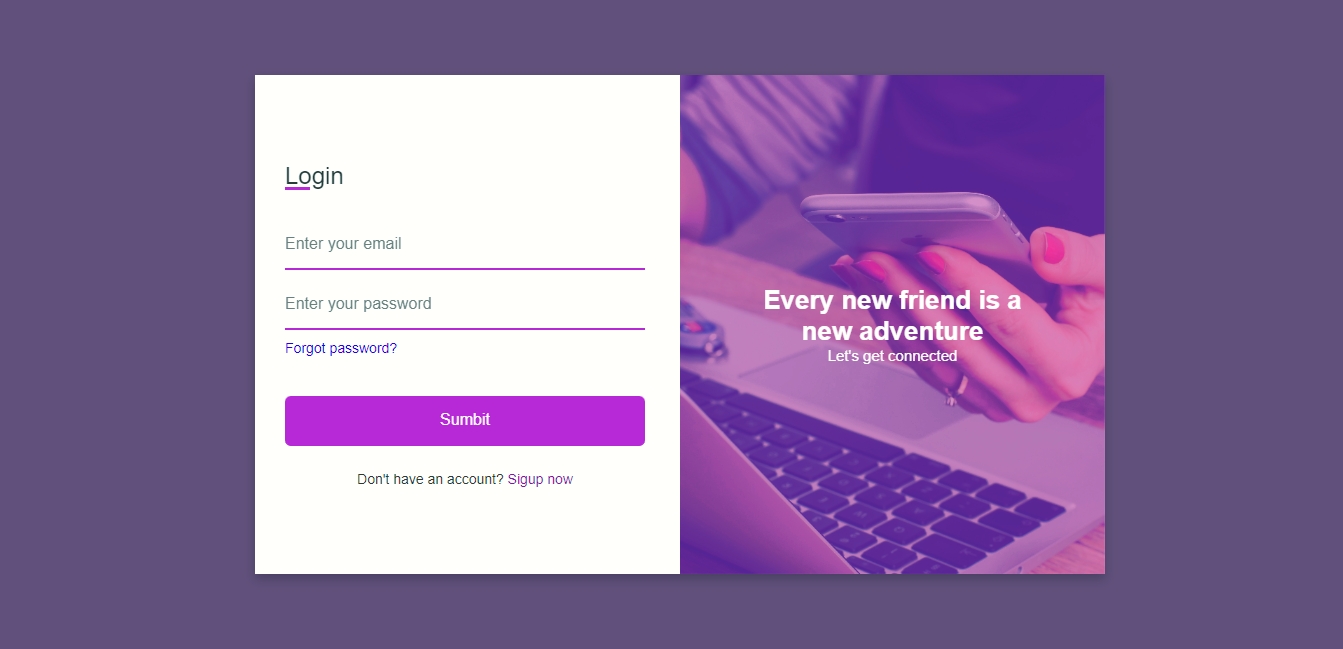 Login
Enter your email
Enter your password
Forgot password?
Sumbit
Don't have an account? Sigup now
Every new friend is a
new adventure
Let's get connected